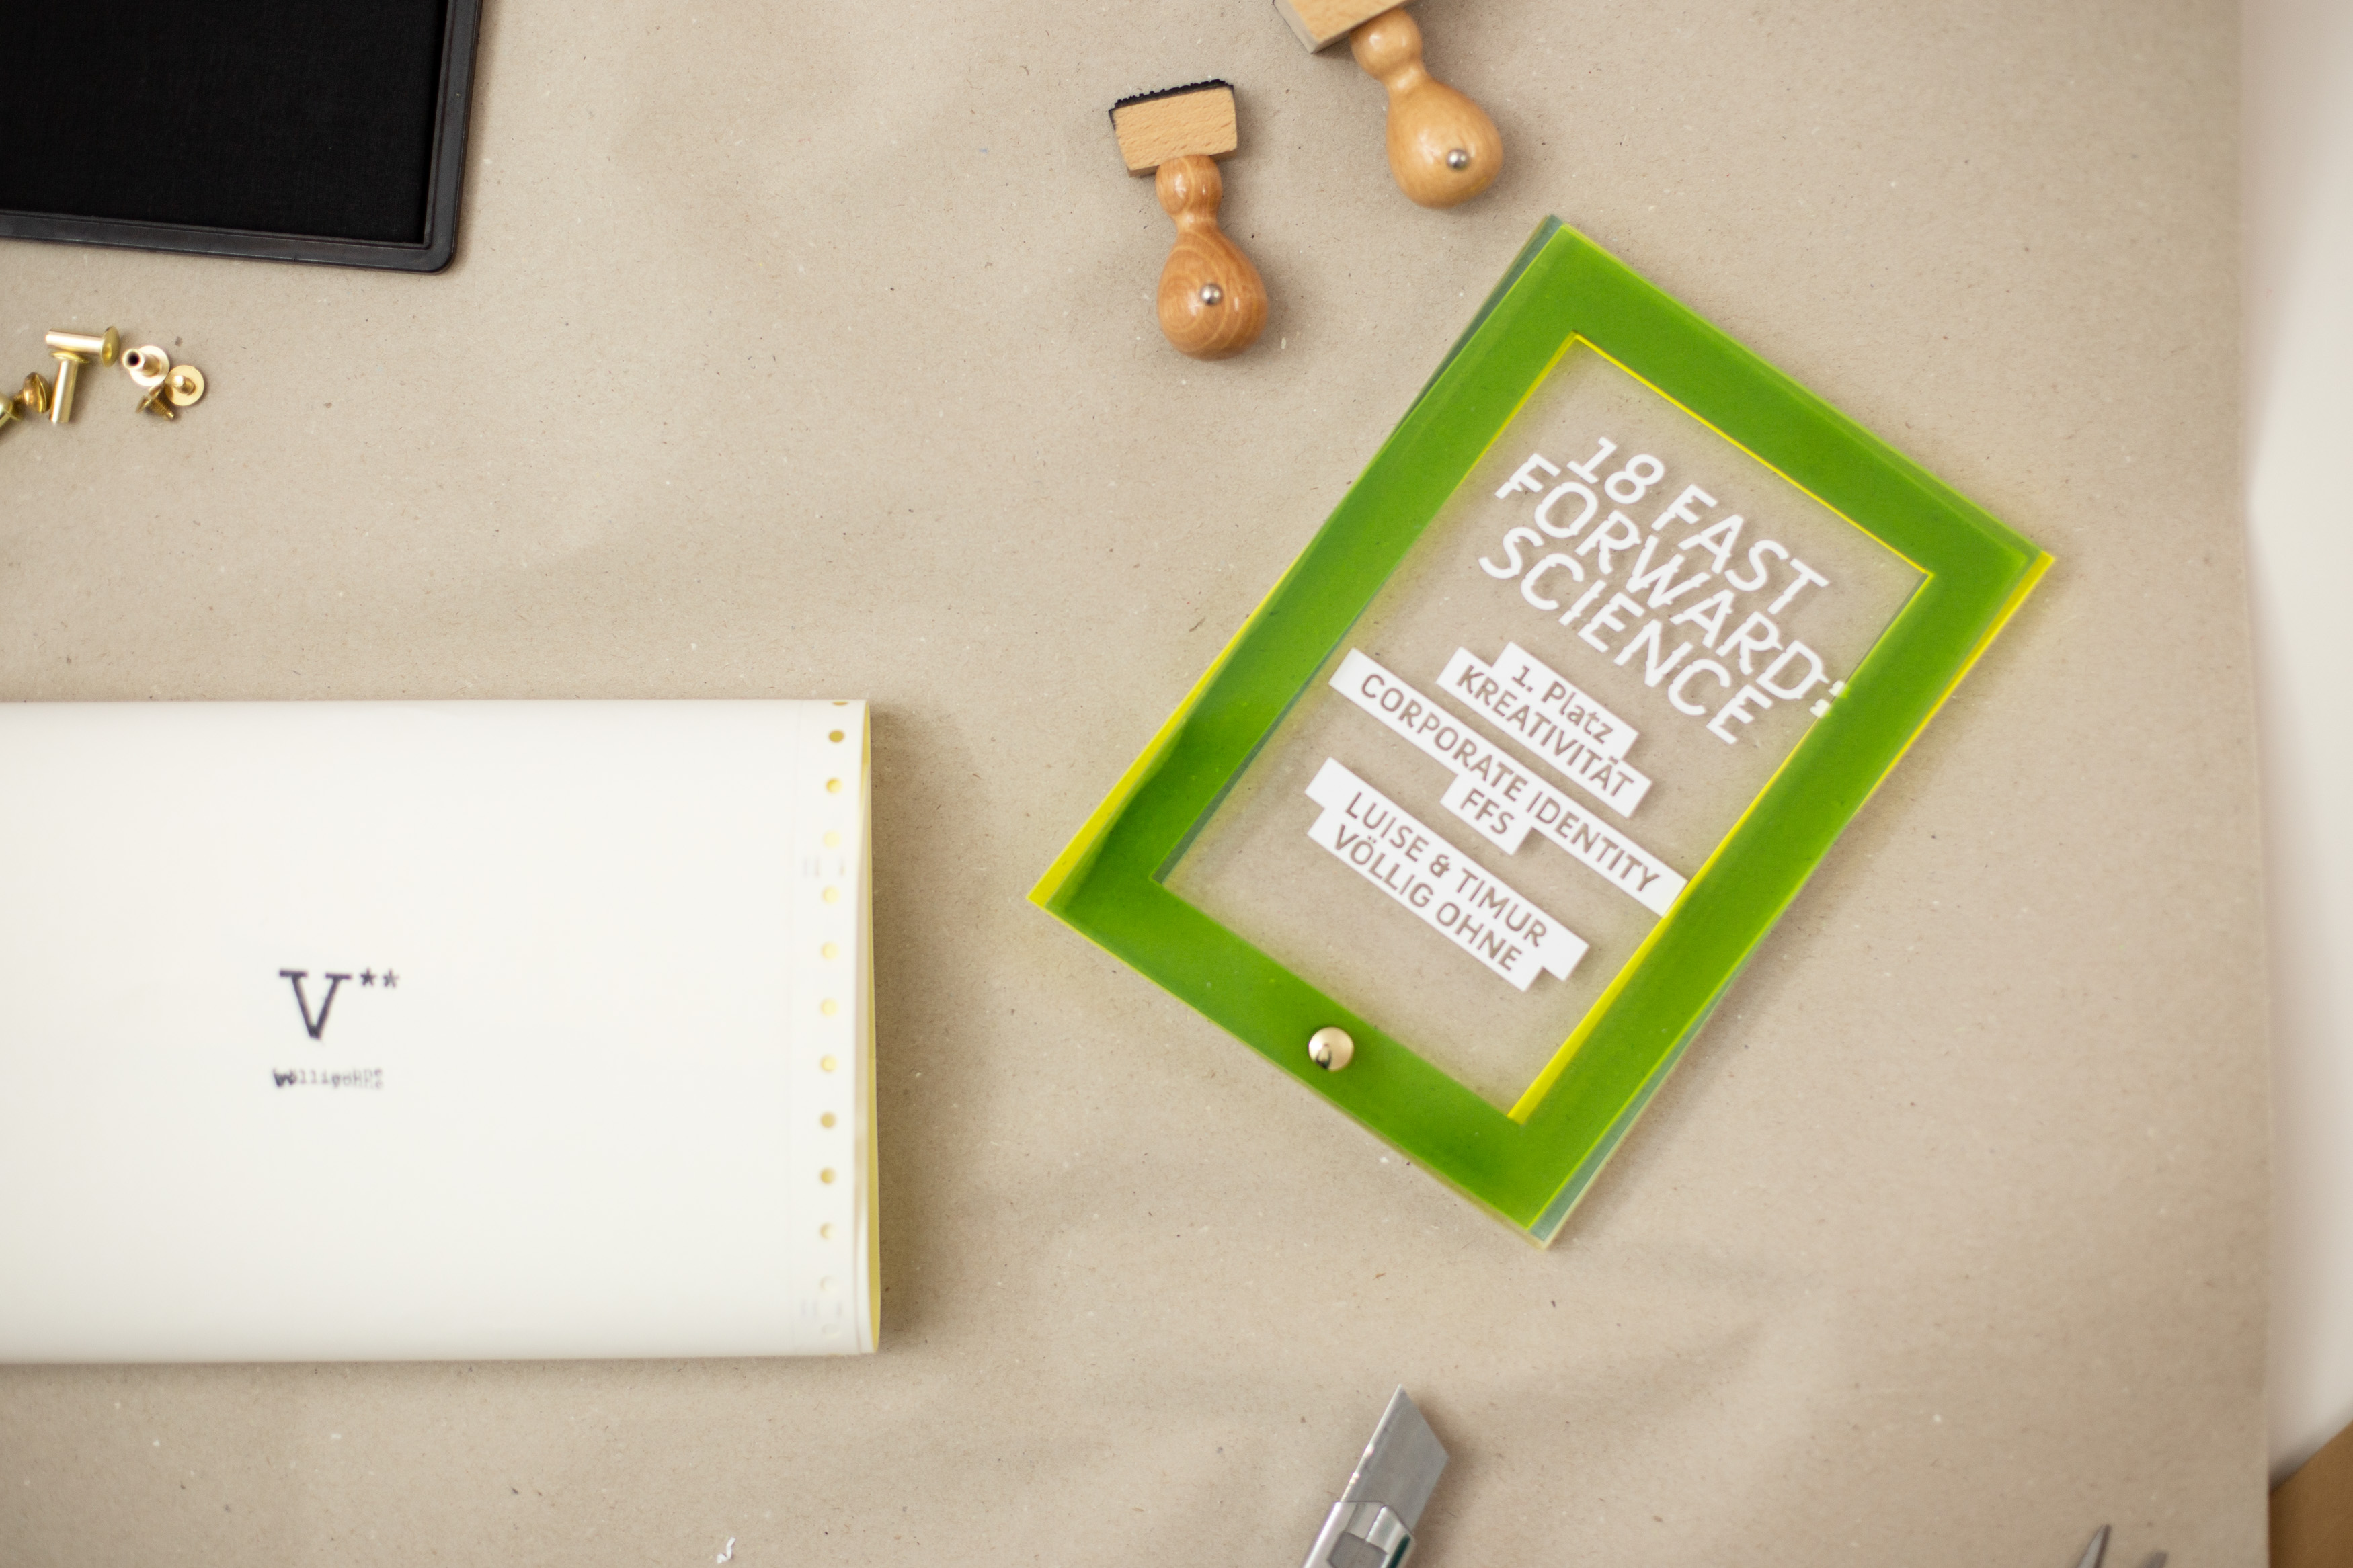 V**
18 FAST
FORWARD
SCIENCE
1. Platz
KREATIVITÄT
CORPORATE IDENTITY
FFS
LUISE & TIMUR
VÖLLIG OHNE